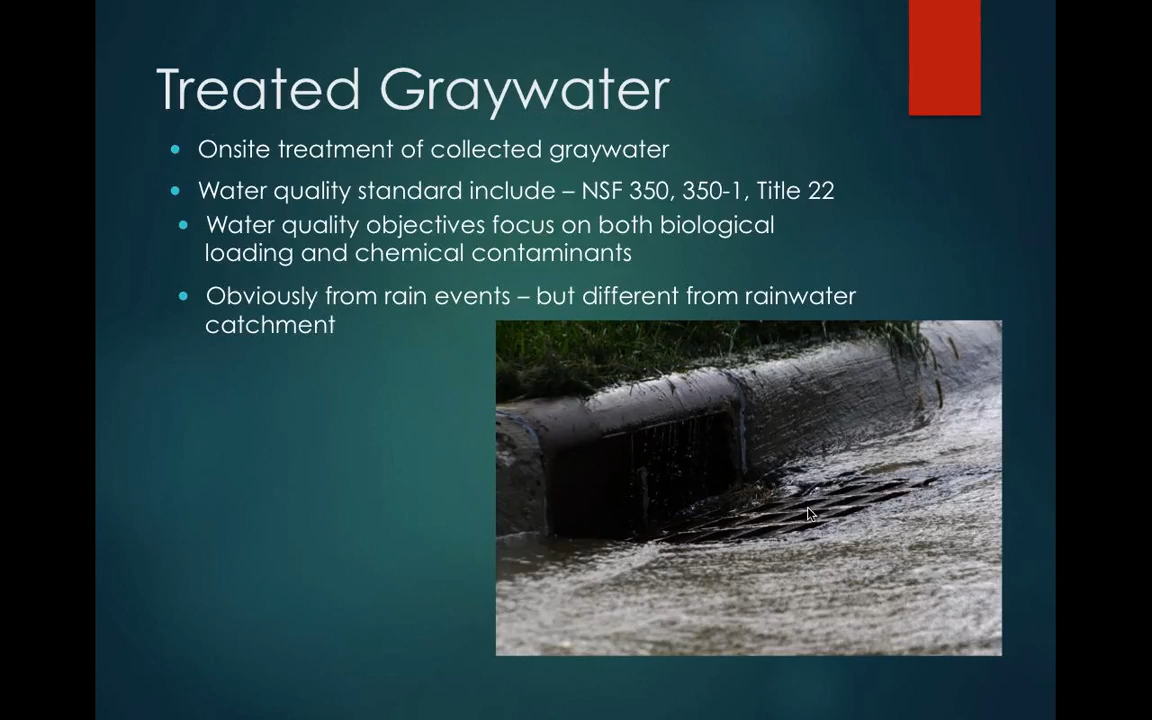 Treated Graywater
• Onsite treatment of collected graywater
• Water quality standard include – NSF 350, 350-1, Title 22
• Water quality objectives focus on both biological
loading and chemical contaminants
• Obviously from rain events – but different from rainwater
catchment